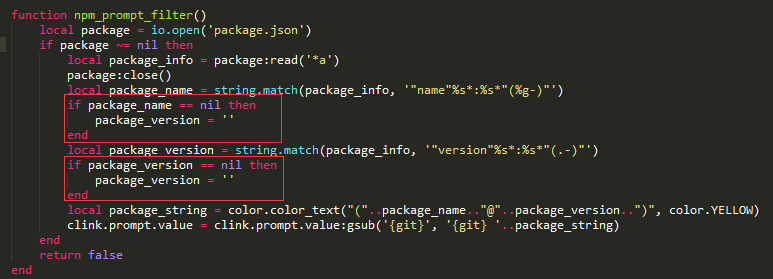 function npm_prompt_filter()
    local package = io.open('package.json')
    if package ~= nil then
        local package_info = package:read('*a')
        package:close()
        local package_name = string.match(package_info, '"name"%s*:%s*"(%g-)"')
        if package_name == nil then
            package_version = ''
        end
        local package_version = string.match(package_info, '"version"%s*:%s*"(.-)"')
        if package_version == nil then
            package_version = ''
        end
        local package_string = color.color_text("("..package_name.."@"..package_version..")", color.YELLOW)
        clink.prompt.value = clink.prompt.value:gsub('{git}', '{git} '..package_string)
    end
    return false
end